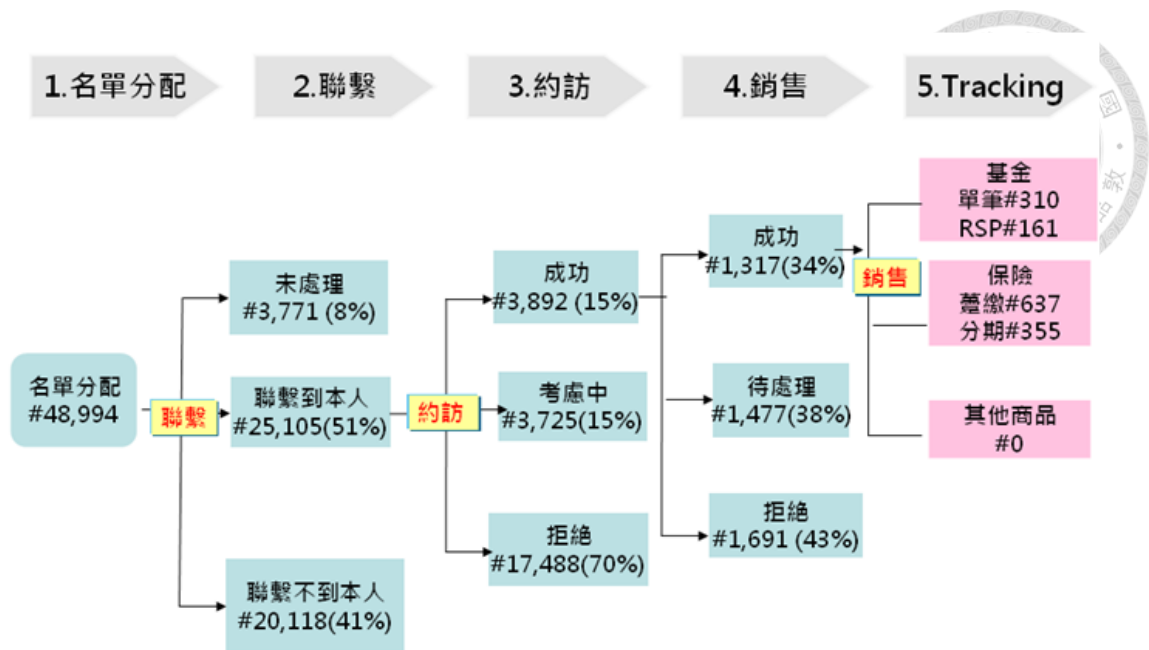 1.名單分配
2.聯繫
3.約訪
4.銷售
5.Tracking
名單分配
#48,994
聯繫
未處理
#3,771 (8%)
聯繫到本人
#25,105(51%)
聯繫不到本人
#20,118(41%)
約訪
成功
#3,892 (15%)
考慮中
#3,725(15%)
拒絕
#17,488(70%)
成功
#1,317(34%)
待處理
#1,477(38%)
拒絕
#1,691 (43%)
銷售
基金
單筆#310
RSP#161
保險
躉繳#637
分期#355
其他商品
#0
國
敦
品